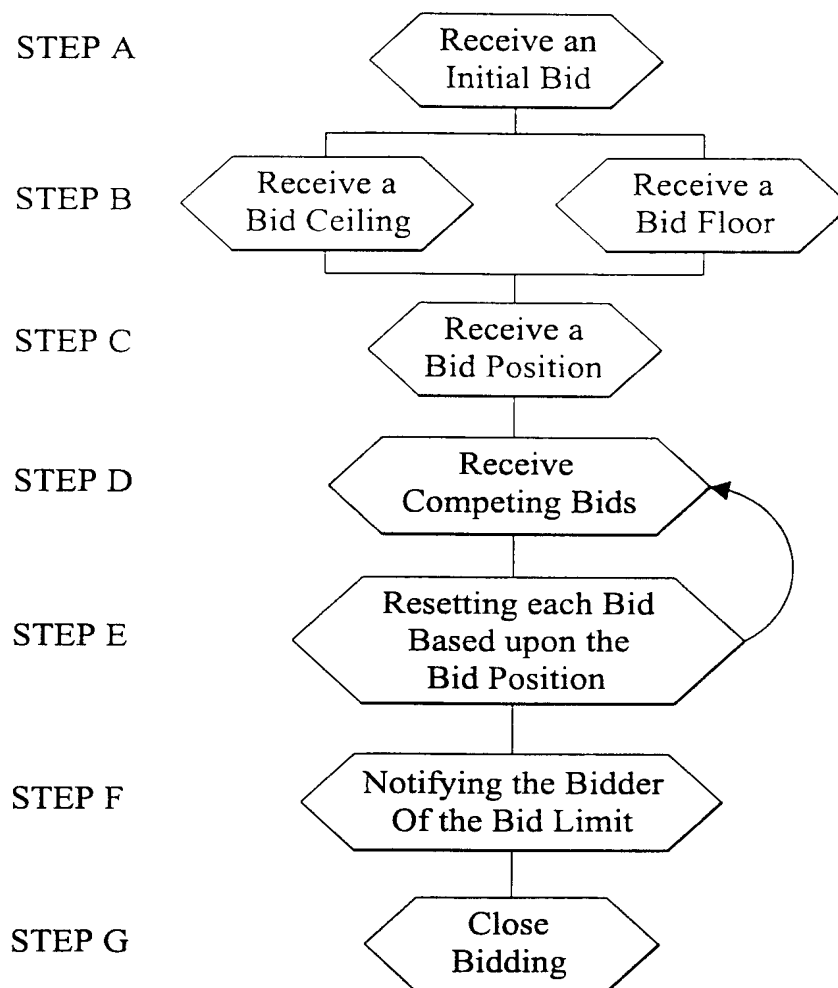 STEP A
Receive an
Initial Bid
STEP B
Receive a
Bid Ceiling
Receive a
Bid Floor
STEP C
Receive a
Bid Position
STEP D
Receive
Competing Bids
STEP E
Resetting each Bid
Based upon the
Bid Position
STEP F
Notifying the Bidder
Of the Bid Limit
STEP G
Close
Bidding